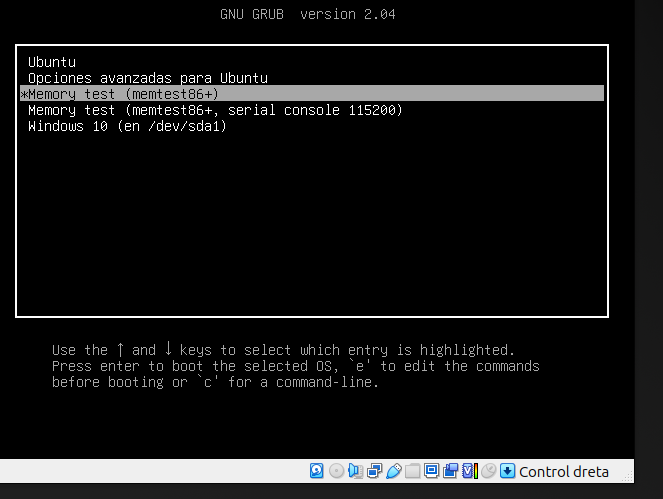 GNU GRUB  version 2.04
Ubuntu
Opciones avanzadas para Ubuntu
*Memory test (memtest86+)
Memory test (memtest86+, serial console 115200)
Windows 10 (en /dev/sda1)
Use the ↑ and ↓ keys to select which entry is highlighted.
Press enter to boot the selected OS, `e' to edit the commands
before booting or `c' for a command-line.
Control dreta